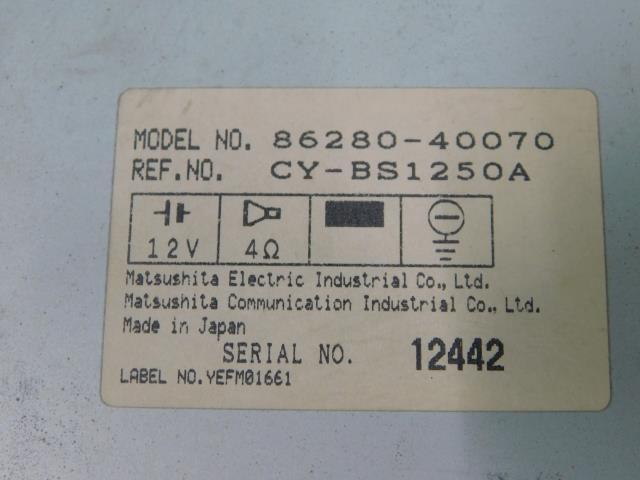 MODEL NO. 86280-40070
REF.NO. CY-BS1250A
12V 4Ω
Matsushita Electric Industrial Co., Ltd.
Matsushita Communication Industrial Co., Ltd.
Made in Japan
SERIAL NO. 12442
LABEL NO.YEFM01661